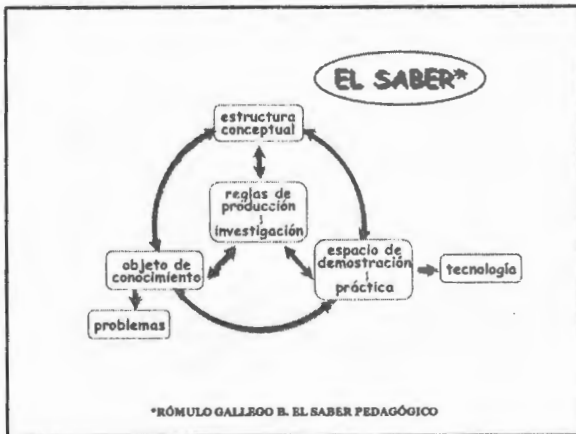 EL SABER*
estructura
conceptual
reglas de
producción
investigación
objeto de
conocimiento
espacio de
demostración
práctica
tecnología
problemas
*RÓMULO GALLEGO B. EL SABER PEDAGÓGICO